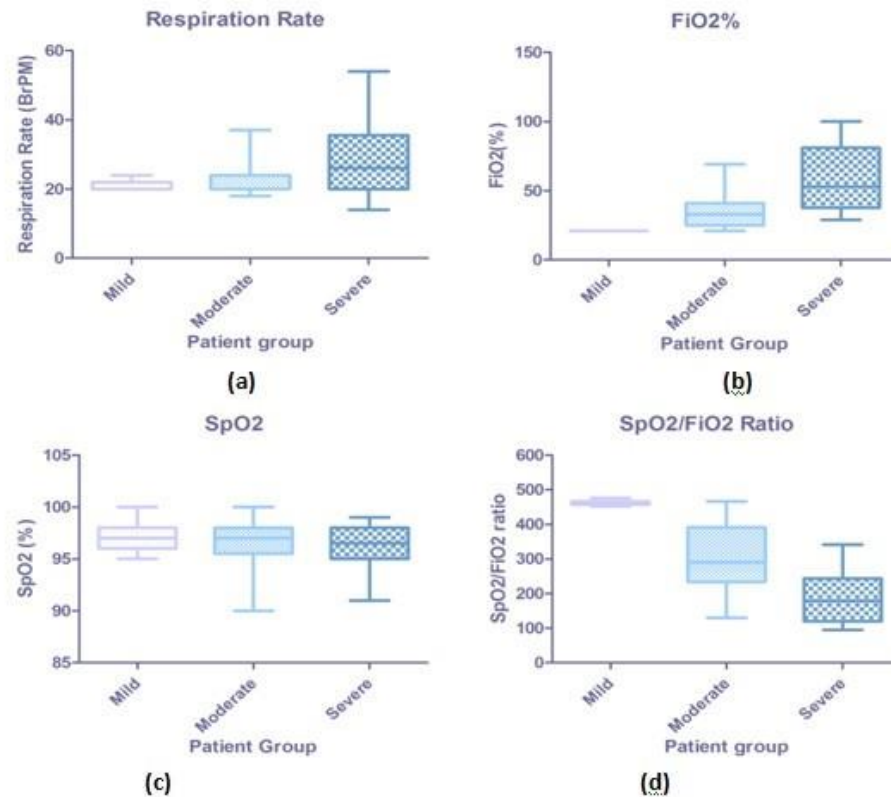 Respiration Rate
Respiration Rate (BrPM)
60
40
20
0
Mild
Moderate
Severe
Patient group
(a)
FiO2%
FiO2(%)
150
100
50
0
Mild
Moderate
Severe
Patient Group
(b)
SpO2
SpO2 (%)
105
100
95
90
85
Mild
Moderate
Severe
Patient Group
(c)
SpO2/FiO2 Ratio
SpO2/FiO2 ratio
600
500
400
300
200
100
0
Mild
Moderate
Severe
Patient group
(d)